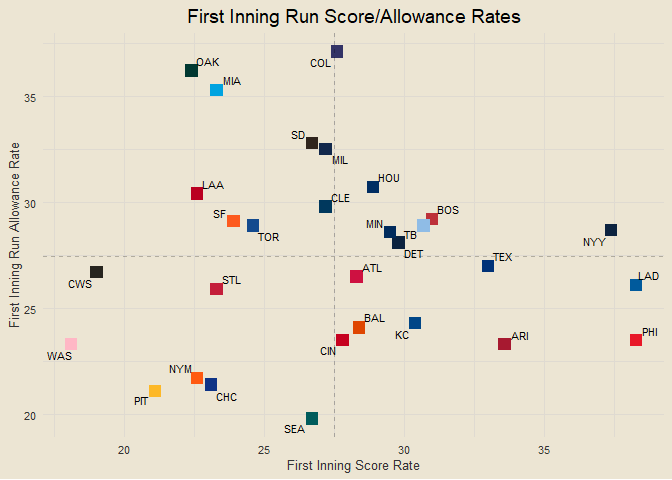 First Inning Run Score/Allowance Rates
COL
OAK
MIA
35
SD
MIL
HOU
LAA
CLE
30
SF
BOS
TOR
MIN
TB
NYY
DET
First Inning Run Allowance Rate
TEX
CWS
ATL
LAD
STL
25
BAL
KC
WAS
CIN
ARI
PHI
NYM
PIT
CHC
20
SEA
20
25
30
35
First Inning Score Rate